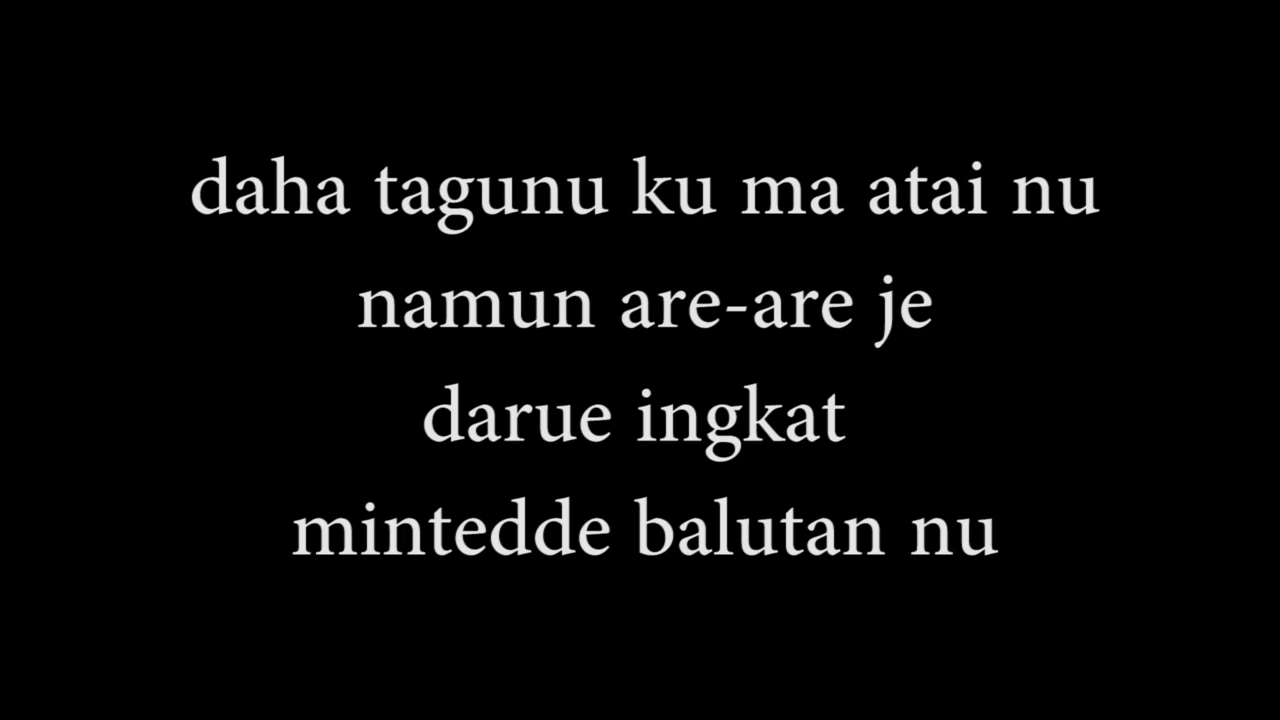 daha tagunu ku ma atai nu
namun are-are je
darue ingkat
mintedde balutan nu